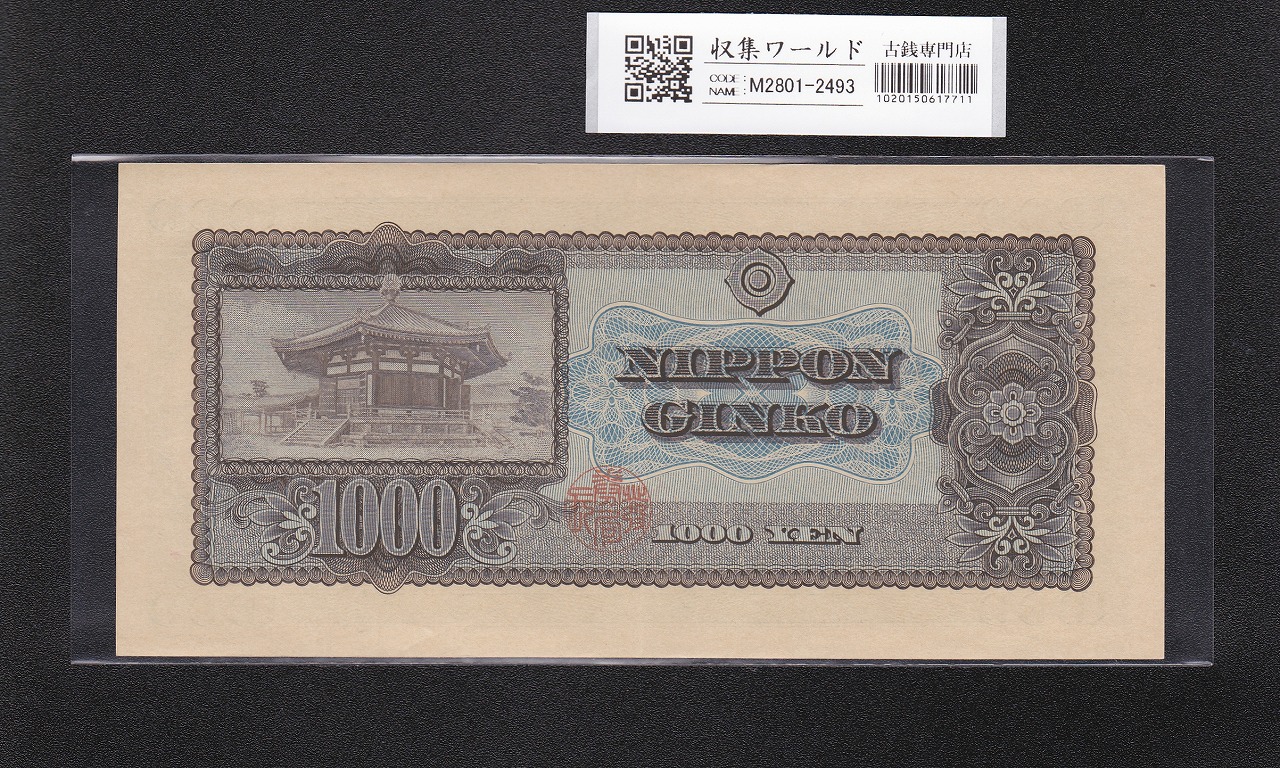 収集ワールド 古銭専門店
CODE:
NAME: M2801-2493
1020150617711
NIPPON
GINKO
1000
1000 YEN